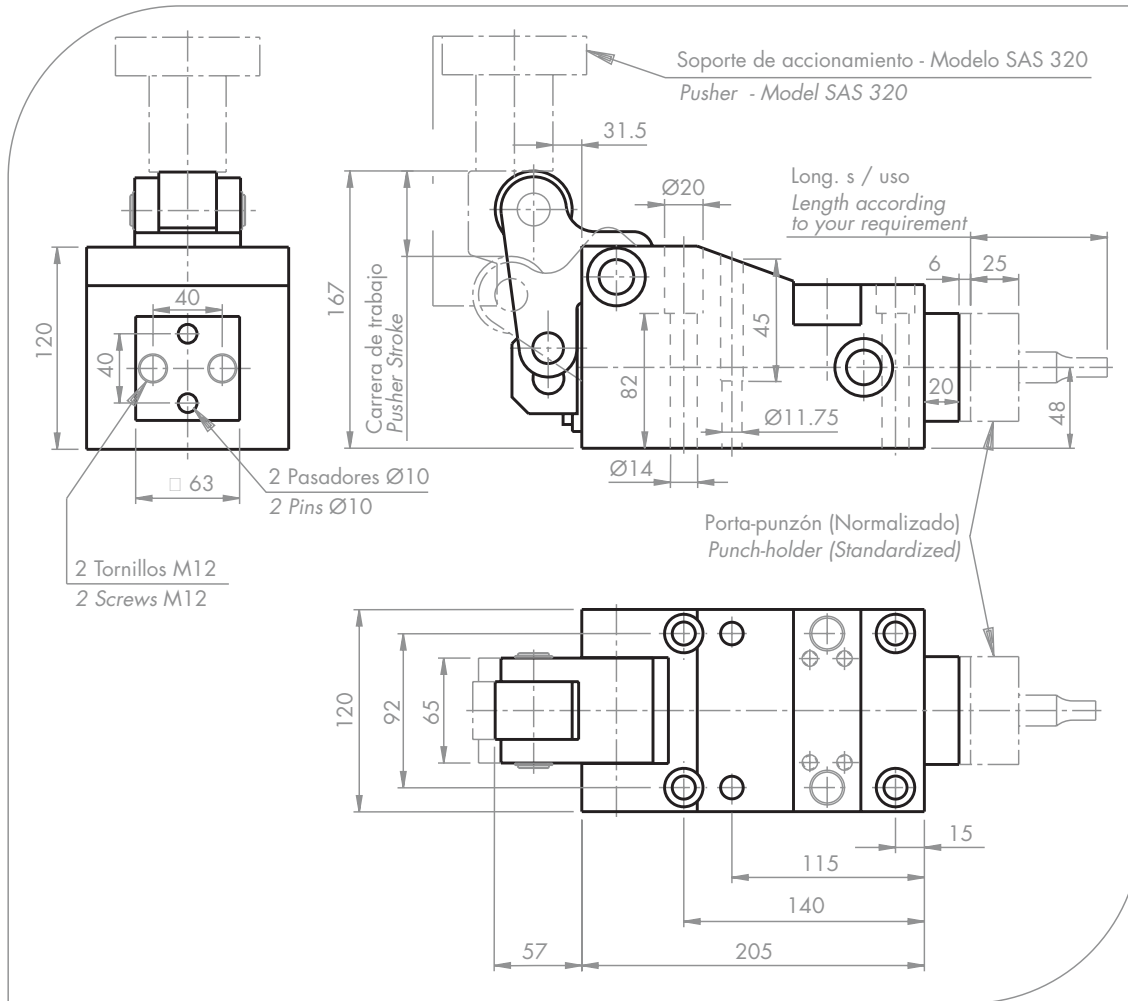 Soporte de accionamiento - Modelo SAS 320
Pusher - Model SAS 320
31.5
Long. s / uso
Length according
to your requirement
Ø20
6
25
167
Carrera de trabajo
Pusher Stroke
45
82
20
48
Ø11.75
Ø14
120
40
40
□ 63
2 Pasadores Ø10
2 Pins Ø10
2 Tornillos M12
2 Screws M12
Porta-punzón (Normalizado)
Punch-holder (Standardized)
120
92
65
15
115
140
57
205